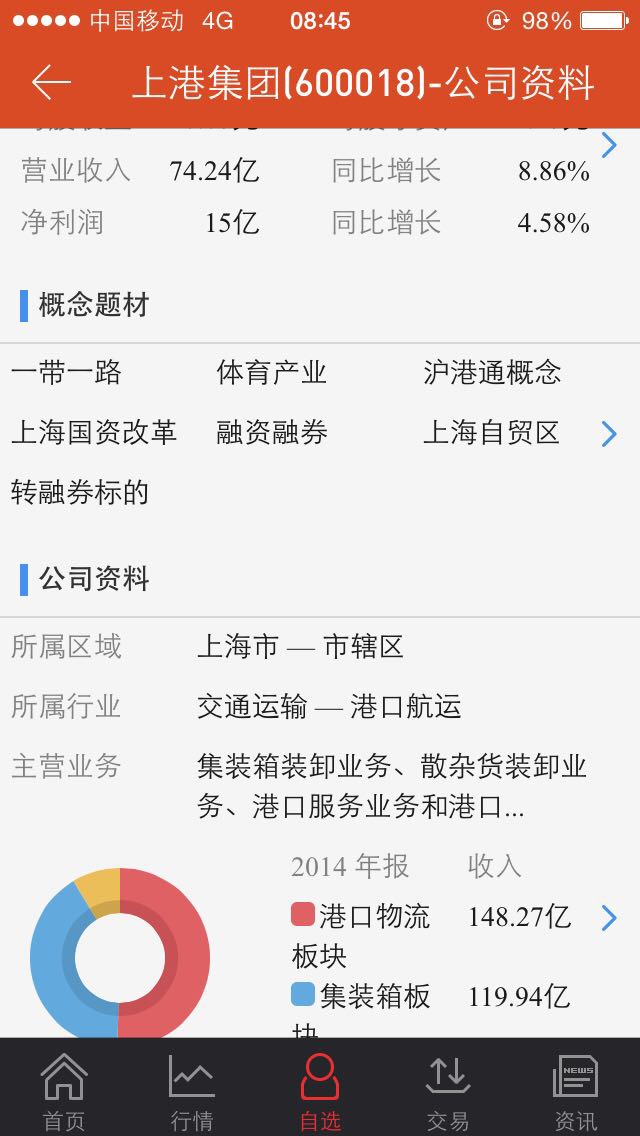 中国移动 4G 08:45 98%
上港集团(600018)-公司资料
营业收入 74.24亿 同比增长 8.86%
净利润 15亿 同比增长 4.58%
概念题材
一带一路 体育产业 沪港通概念
上海国资改革 融资融券 上海自贸区
转融券标的
公司资料
所属区域 上海市 — 市辖区
所属行业 交通运输 — 港口航运
主营业务 集装箱装卸业务、散杂货装卸业
务、港口服务业务和港口...
2014 年报 收入
港口物流 148.27亿
板块
集装箱板 119.94亿
块
NEWS
首页 行情 自选 交易 资讯